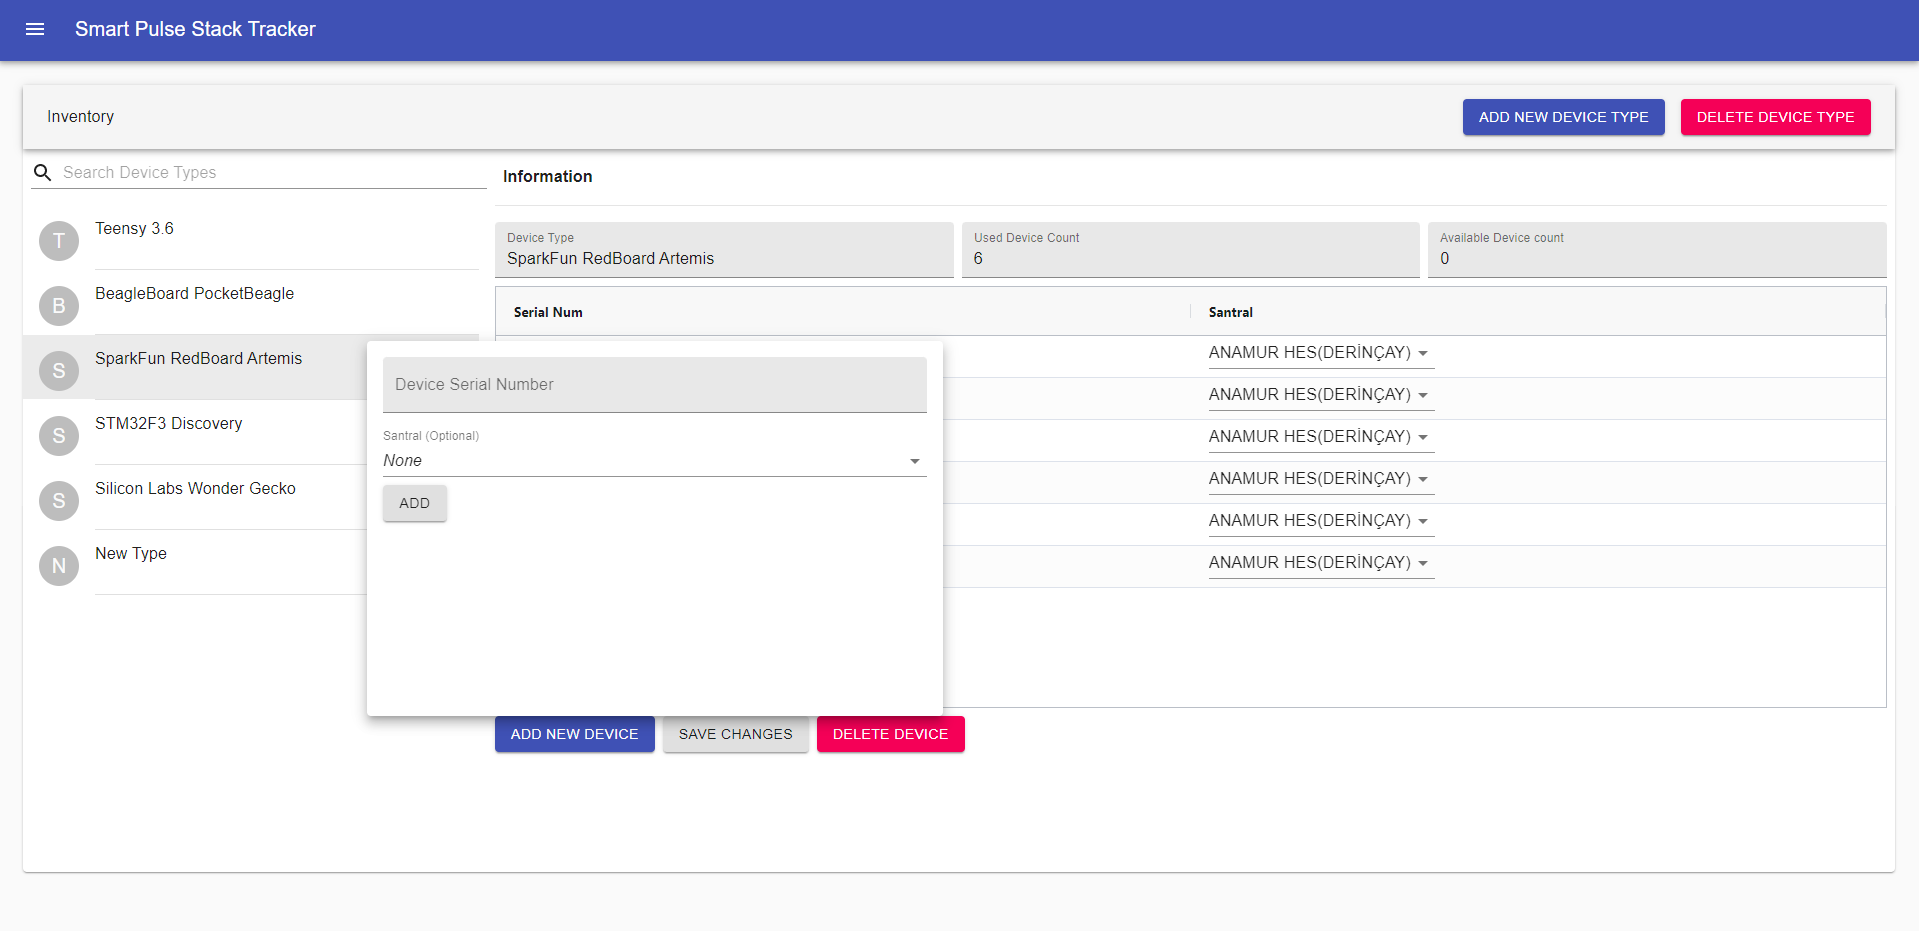 Smart Pulse Stack Tracker
Inventory
ADD NEW DEVICE TYPE
DELETE DEVICE TYPE
Search Device Types
T
Teensy 3.6
B
BeagleBoard PocketBeagle
S
SparkFun RedBoard Artemis
S
STM32F3 Discovery
S
Silicon Labs Wonder Gecko
N
New Type
Information
Device Type
SparkFun RedBoard Artemis
Used Device Count
6
Available Device count
0
Serial Num
Santral
ANAMUR HES(DERİNÇAY)
ANAMUR HES(DERİNÇAY)
ANAMUR HES(DERİNÇAY)
ANAMUR HES(DERİNÇAY)
ANAMUR HES(DERİNÇAY)
ANAMUR HES(DERİNÇAY)
Device Serial Number
Santral (Optional)
None
ADD
ADD NEW DEVICE
SAVE CHANGES
DELETE DEVICE